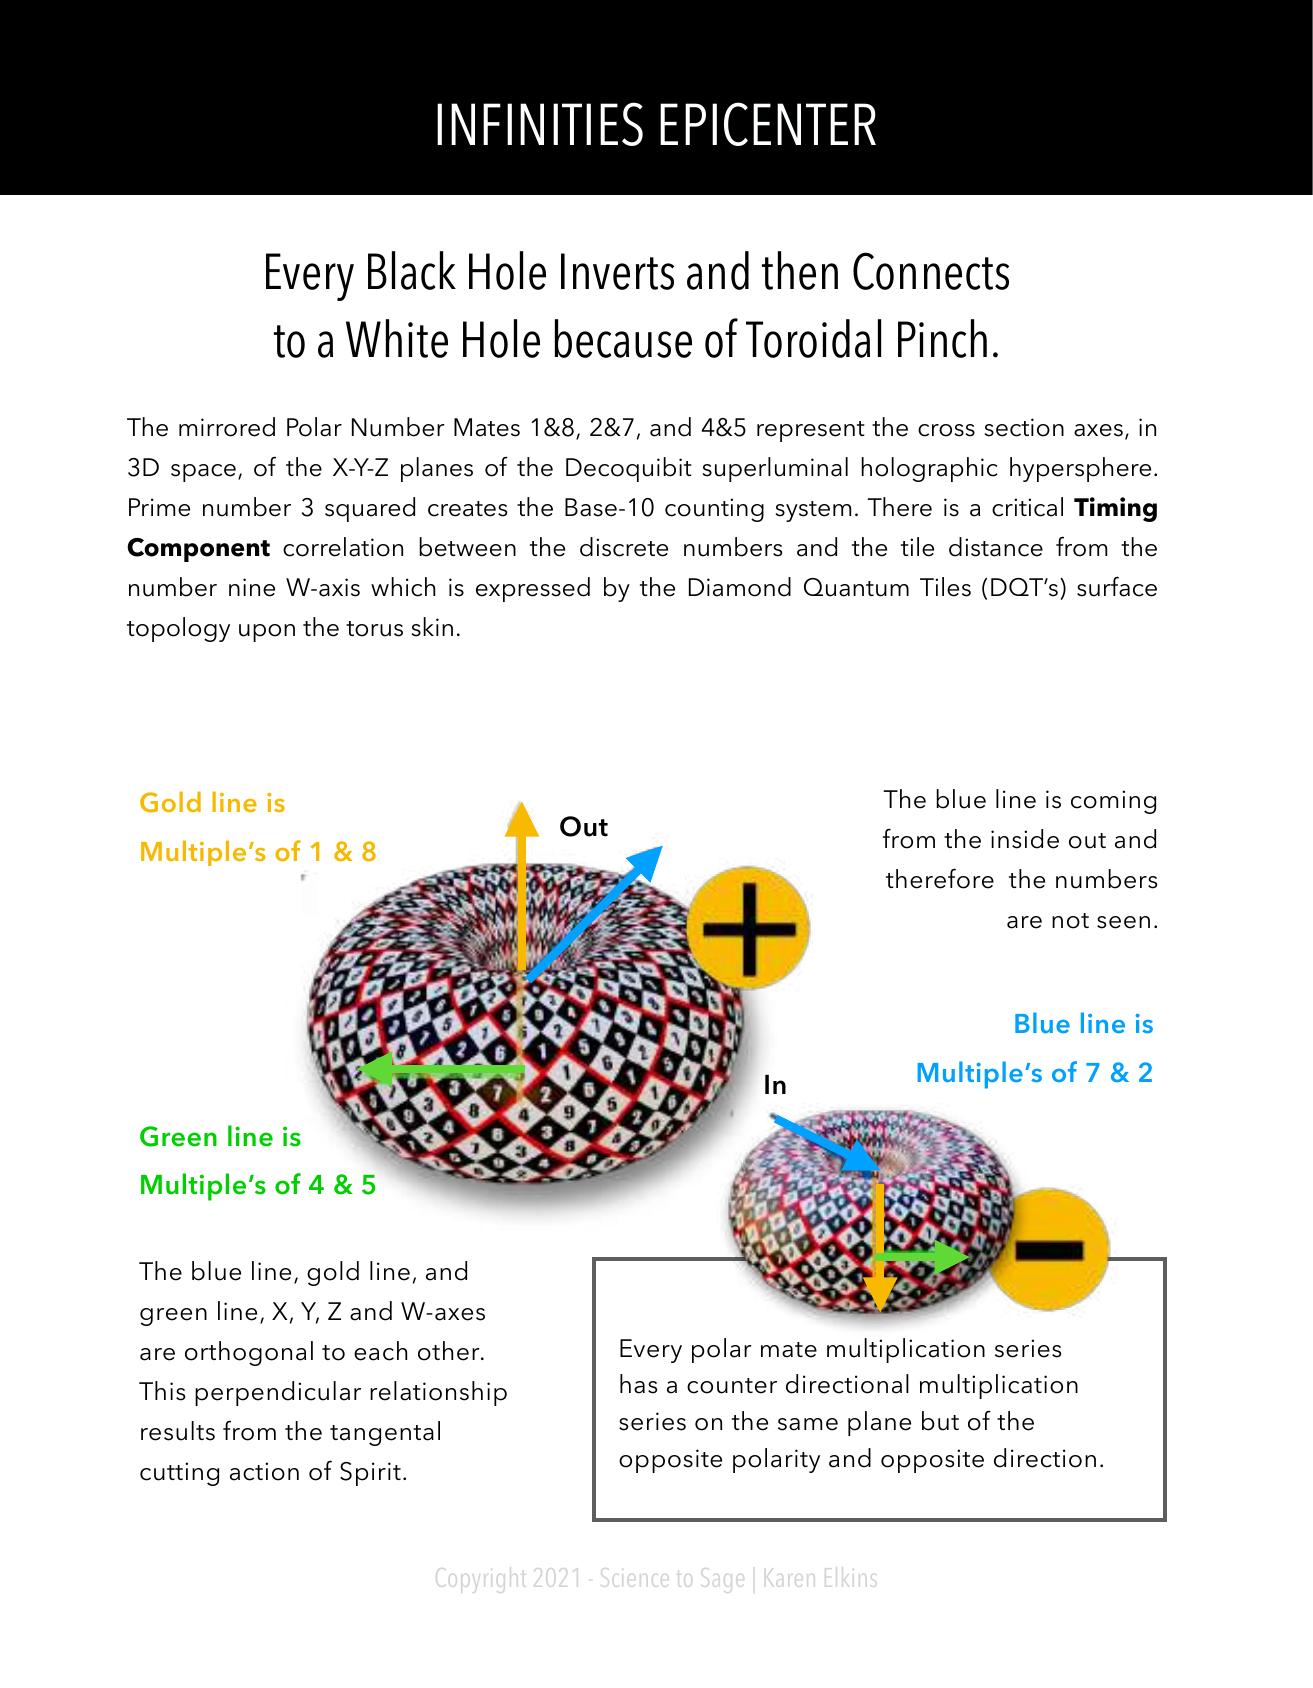 INFINITIES EPICENTER
Every Black Hole Inverts and then Connects
to a White Hole because of Toroidal Pinch.
The mirrored Polar Number Mates 1&8, 2&7, and 4&5 represent the cross section axes, in
3D space, of the X-Y-Z planes of the Decoquibit superluminal holographic hypersphere.
Prime number 3 squared creates the Base-10 counting system. There is a critical Timing
Component correlation between the discrete numbers and the tile distance from the
number nine W-axis which is expressed by the Diamond Quantum Tiles (DQT's) surface
topology upon the torus skin.
Gold line is
Multiple's of 1 & 8
Out
The blue line is coming
from the inside out and
therefore the numbers
are not seen.
Blue line is
Multiple's of 7 & 2
In
Green line is
Multiple's of 4 & 5
The blue line, gold line, and
green line, X, Y, Z and W-axes
are orthogonal to each other.
This perpendicular relationship
results from the tangental
cutting action of Spirit.
Every polar mate multiplication series
has a counter directional multiplication
series on the same plane but of the
opposite polarity and opposite direction.
Copyright 2021 - Science to Sage | Karen Elkins